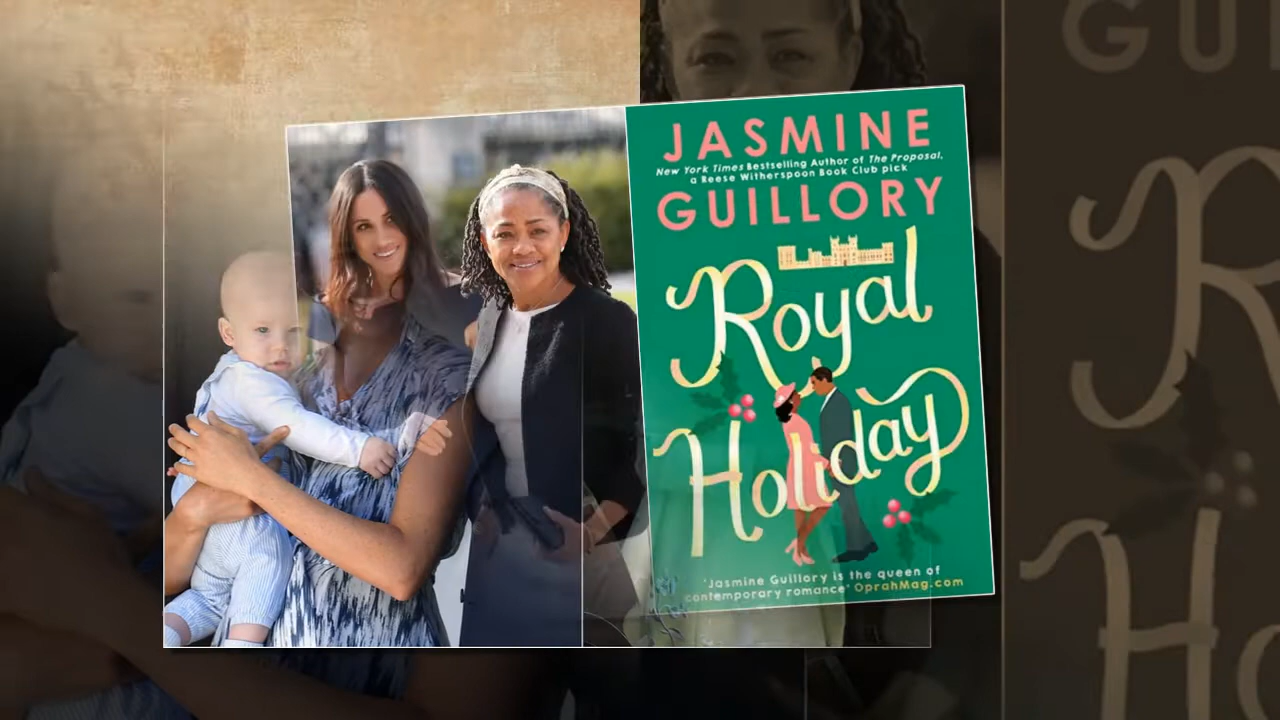 JASMINE
New York Times Bestselling Author of The Proposal,
a Reese Witherspoon Book Club pick
GUILLORY
Royal
Holiday
'Jasmine Guillory is the queen of
contemporary romance' OprahMag.com
GU
R
H